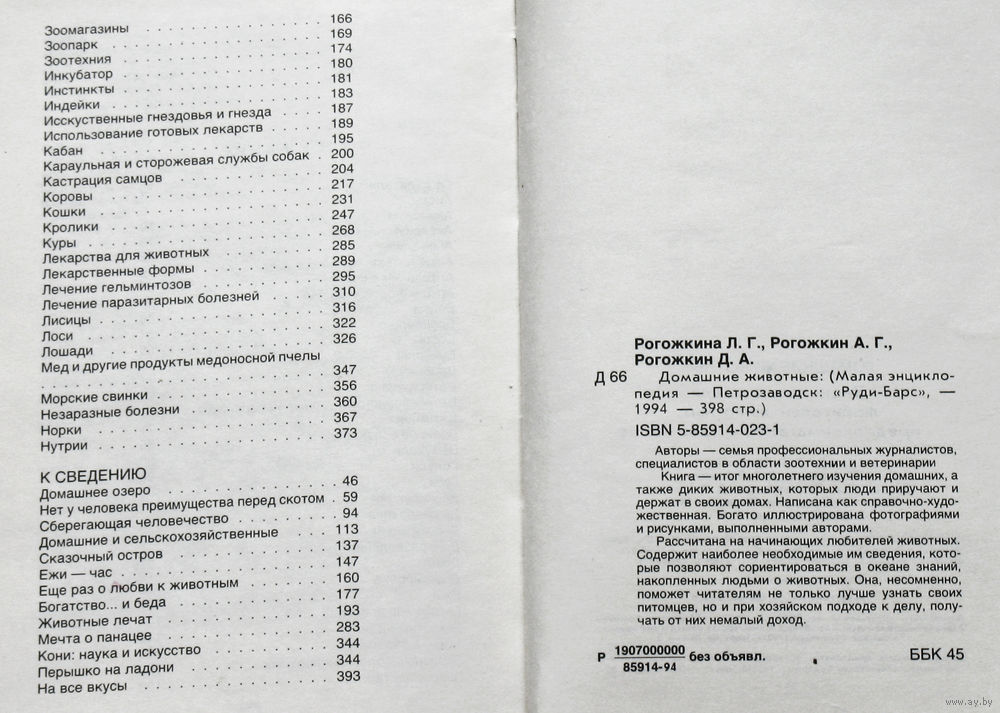 Зоомагазины . . . . . . . . . . . . . . 166
Зоопарк . . . . . . . . . . . . . . . . 169
Зоотехния . . . . . . . . . . . . . . . 174
Инкубатор . . . . . . . . . . . . . . . 180
Инстинкты . . . . . . . . . . . . . . . 181
Индейки . . . . . . . . . . . . . . . . 183
Исскуственные гнездовья и гнезда . . . . 187
Использование готовых лекарств . . . . . 189
Кабан . . . . . . . . . . . . . . . . . 195
Караульная и сторожевая службы собак . 200
Кастрация самцов . . . . . . . . . . . . 204
Коровы . . . . . . . . . . . . . . . . . 217
Кошки . . . . . . . . . . . . . . . . . 231
Кролики . . . . . . . . . . . . . . . . 247
Куры . . . . . . . . . . . . . . . . . . 268
Лекарства для животных . . . . . . . . . 285
Лекарственные формы . . . . . . . . . . 289
Лечение гельминтозов . . . . . . . . . . 295
Лечение паразитарных болезней . . . . . 310
Лисицы . . . . . . . . . . . . . . . . . 316
Лоси . . . . . . . . . . . . . . . . . . 322
Лошади . . . . . . . . . . . . . . . . . 326
Мед и другие продукты медоносной пчелы
. . . . . . . . . . . . . . . . . . . . 347
Морские свинки . . . . . . . . . . . . . 356
Незаразные болезни . . . . . . . . . . . 360
Норки . . . . . . . . . . . . . . . . . 367
Нутрии . . . . . . . . . . . . . . . . . 373
К СВЕДЕНИЮ
Домашнее озеро . . . . . . . . . . . . . 46
Нет у человека преимущества перед скотом . 59
Сберегающая человечество . . . . . . . . 94
Домашние и сельскохозяйственные . . . . 113
Сказочный остров . . . . . . . . . . . . 137
Ежи — час . . . . . . . . . . . . . . . 147
Еще раз о любви к животным . . . . . . . 160
Богатство... и беда . . . . . . . . . . 177
Животные лечат . . . . . . . . . . . . . 193
Мечта о панацее . . . . . . . . . . . . 283
Кони: наука и искусство . . . . . . . . 344
Перышко на ладони . . . . . . . . . . . 344
На все вкусы . . . . . . . . . . . . . . 393
Рогожкина Л. Г., Рогожкин А. Г.,
Рогожкин Д. А.
Д 66 Домашние животные: (Малая энцикло-
педия — Петрозаводск: «Руди-Барс», —
1994 — 398 стр.)
ISBN 5-85914-023-1
Авторы — семья профессиональных журналистов,
специалистов в области зоотехнии и ветеринарии
Книга — итог многолетнего изучения домашних, а
также диких животных, которых люди приручают и
держат в своих домах. Написана как справочно-худо-
жественная. Богато иллюстрирована фотографиями
и рисунками, выполненными авторами.
Рассчитана на начинающих любителей животных.
Содержит наиболее необходимые им сведения, кото-
рые позволяют сориентироваться в океане знаний,
накопленных людьми о животных. Она, несомненно,
поможет читателям не только лучше узнать своих
питомцев, но и при хозяйском подходе к делу, полу-
чать от них немалый доход.
Р 1907000000 без объявл. ББК 45
85914-94
www.ay.by